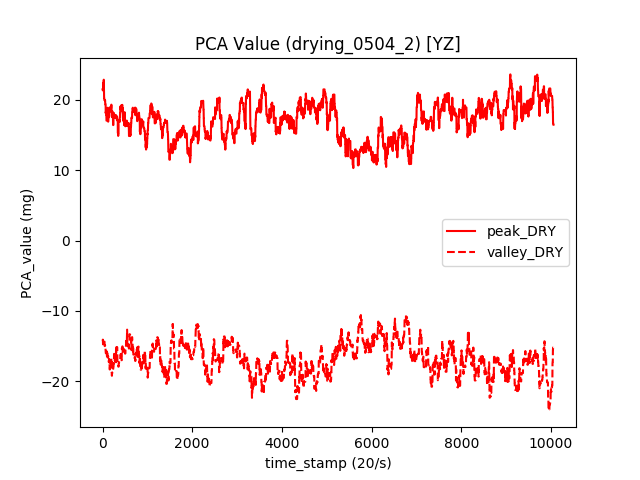 PCA Value (drying_0504_2) [YZ]
PCA_value (mg)
20
10
0
−10
−20
peak_DRY
valley_DRY
0
2000
4000
6000
8000
10000
time_stamp (20/s)